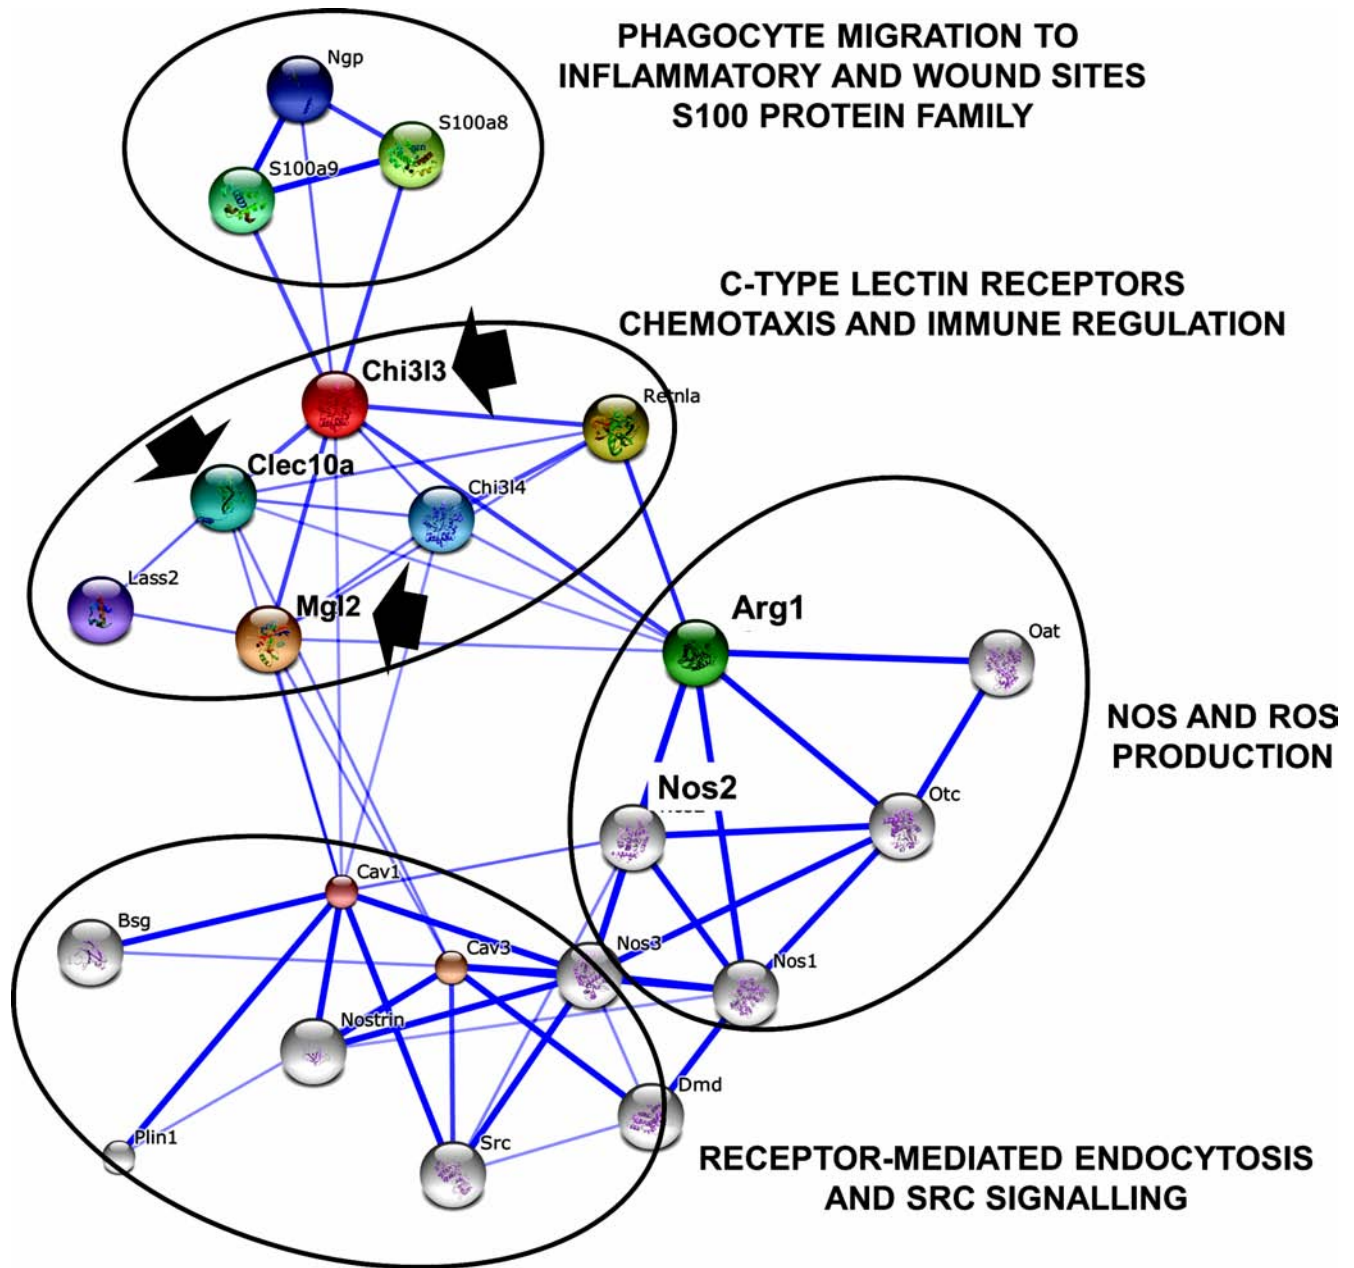 PHAGOCYTE MIGRATION TO
INFLAMMATORY AND WOUND SITES
S100 PROTEIN FAMILY
Ngp
S100a8
S100a9
C-TYPE LECTIN RECEPTORS
CHEMOTAXIS AND IMMUNE REGULATION
Chi3l3
Retnla
Clec10a
Chi3l4
Lass2
Mgl2
Arg1
Oat
NOS AND ROS
PRODUCTION
Nos2
Otc
Cav1
Bsg
Cav3
Nos3
Nos1
Nostrin
Dmd
Plin1
Src
RECEPTOR-MEDIATED ENDOCYTOSIS
AND SRC SIGNALLING